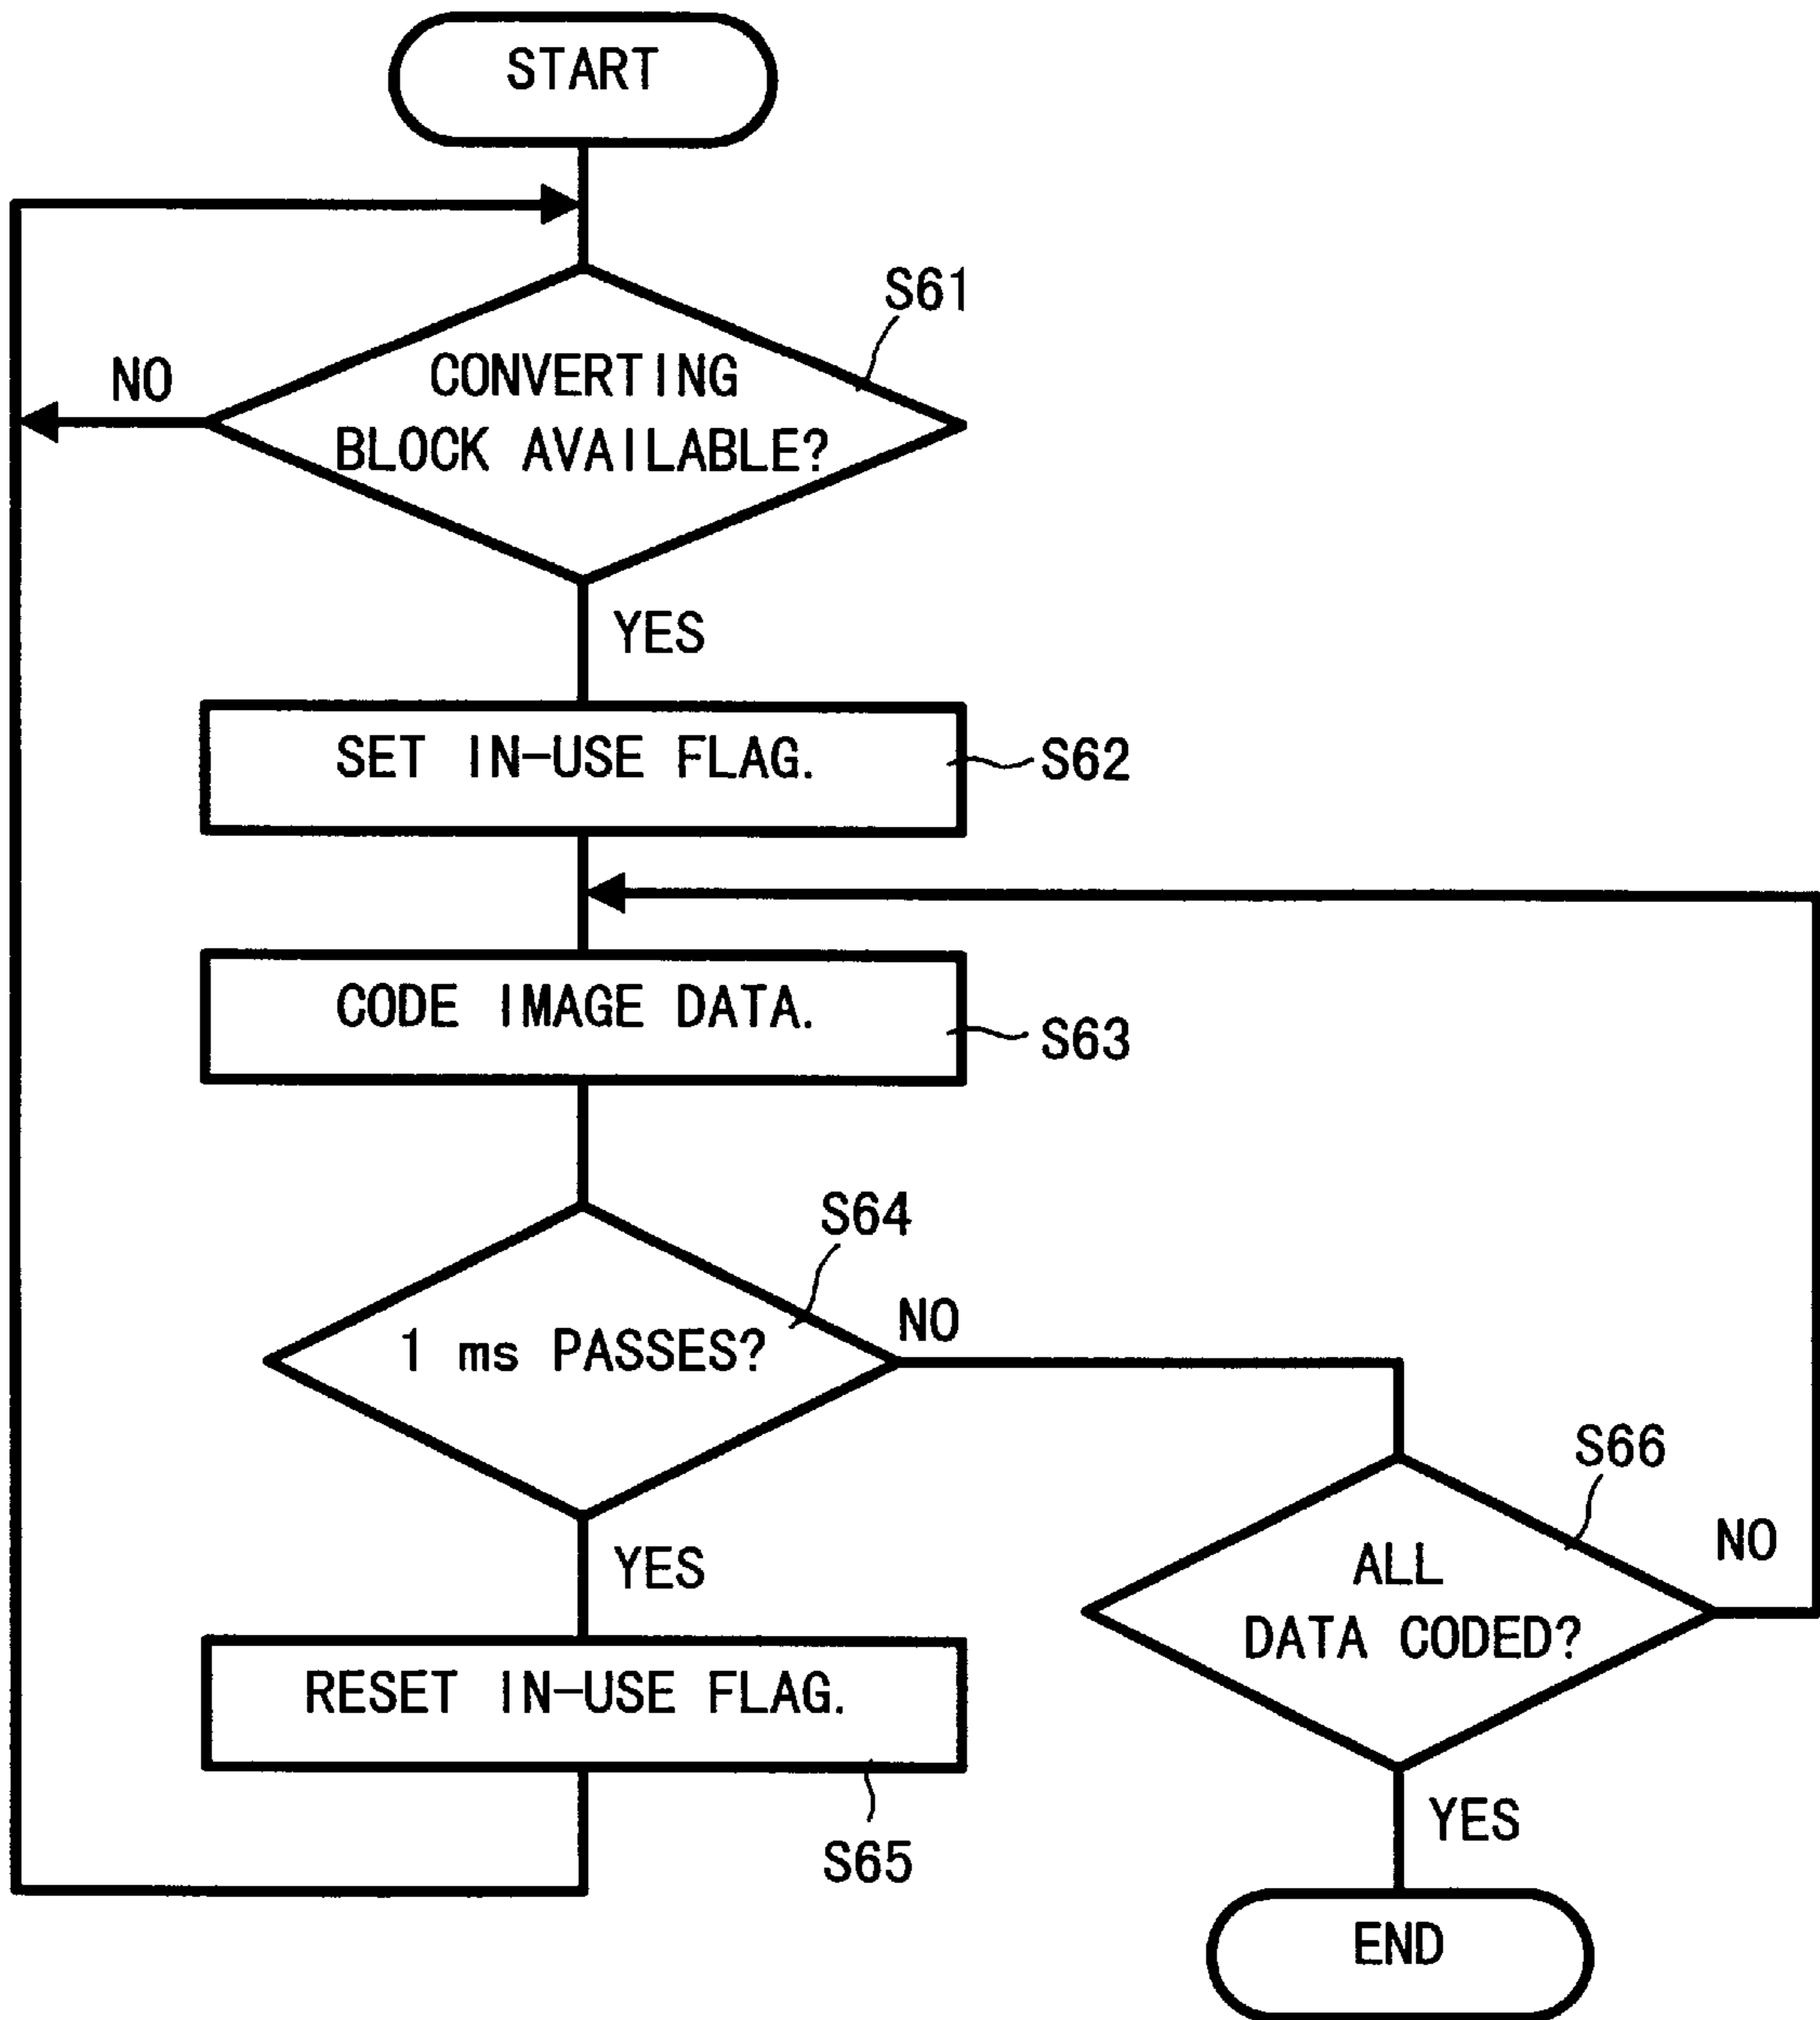 START
S61
NO
CONVERTING
BLOCK AVAILABLE?
YES
SET IN-USE FLAG.
S62
CODE IMAGE DATA.
S63
S64
NO
1 ms PASSES?
S66
NO
YES
ALL
DATA CODED?
RESET IN-USE FLAG.
YES
S65
END